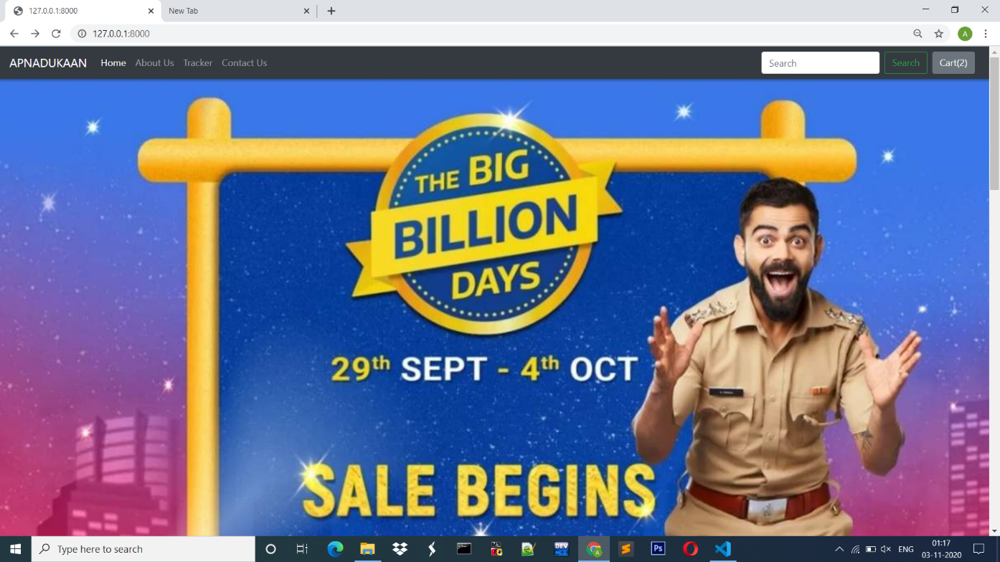 127.0.0.1:8000
New Tab
127.0.0.1:8000
A
APNADUKAAN Home About Us Tracker Contact Us Search Search Cart(2)
THE BIG
BILLION
DAYS
29th SEPT - 4th OCT
SALE BEGINS
Type here to search
DEV
A
Ps
ENG
01:17
03-11-2020